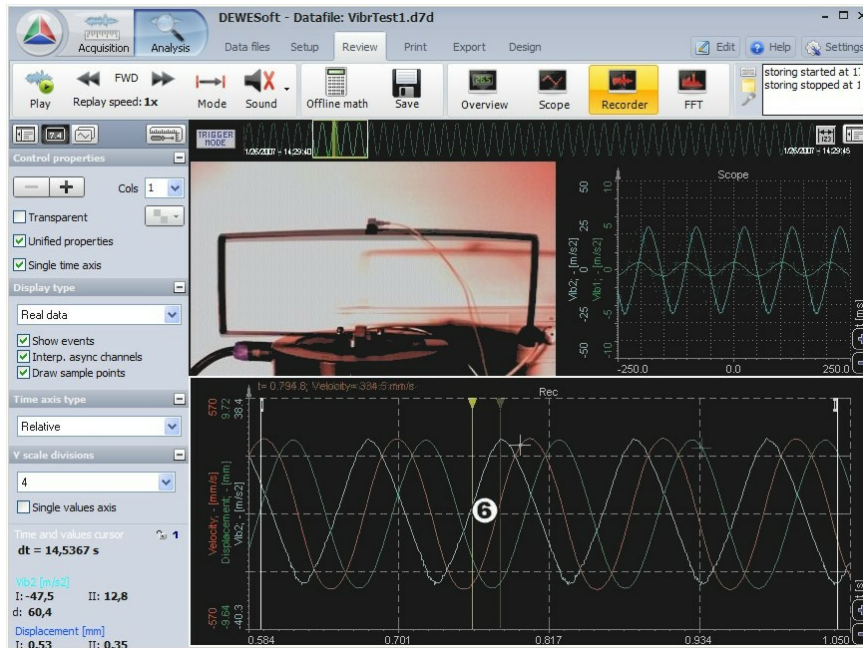 DEWESoft - Datafile: VibrTest1.d7d
Acquisition
Analysis
Data files Setup Review Print Export Design
Edit Help Settings
Play
FWD
Replay speed: 1x
Mode
Sound
Offline math
Save
Overview
Scope
Recorder
FFT
storing started at 1
storing stopped at 1
TRIGGER MODE
1/26/2007 - 14:29:40
1/26/2007 - 14:29:45
Control properties
Cols 1
Transparent
Unified properties
Single time axis
Display type
Real data
Show events
Interp. async channels
Draw sample points
Time axis type
Relative
Y scale divisions
4
Single values axis
Time and values cursor 1
dt = 14,5367 s
Vib2 [m/s2]
I: -47,5 II: 12,8
d: 60,4
Displacement [mm]
I: 0,53 II: 0,35
Scope
Vib2; - [m/s2]
Vib1; - [m/s2]
50 25 0 -25 -50
10 5 0 -5 -10
-250.0 0.0 250.0
t [ms]
t= 0.794.8; Velocity= 334.5 mm/s
Rec
570 9.72 38.4
Velocity; - [mm/s]
Displacement; - [mm]
Vib2; - [m/s2]
-570 -9.64 -40.3
6
0.584 0.701 0.817 0.934 1.050
t [s]